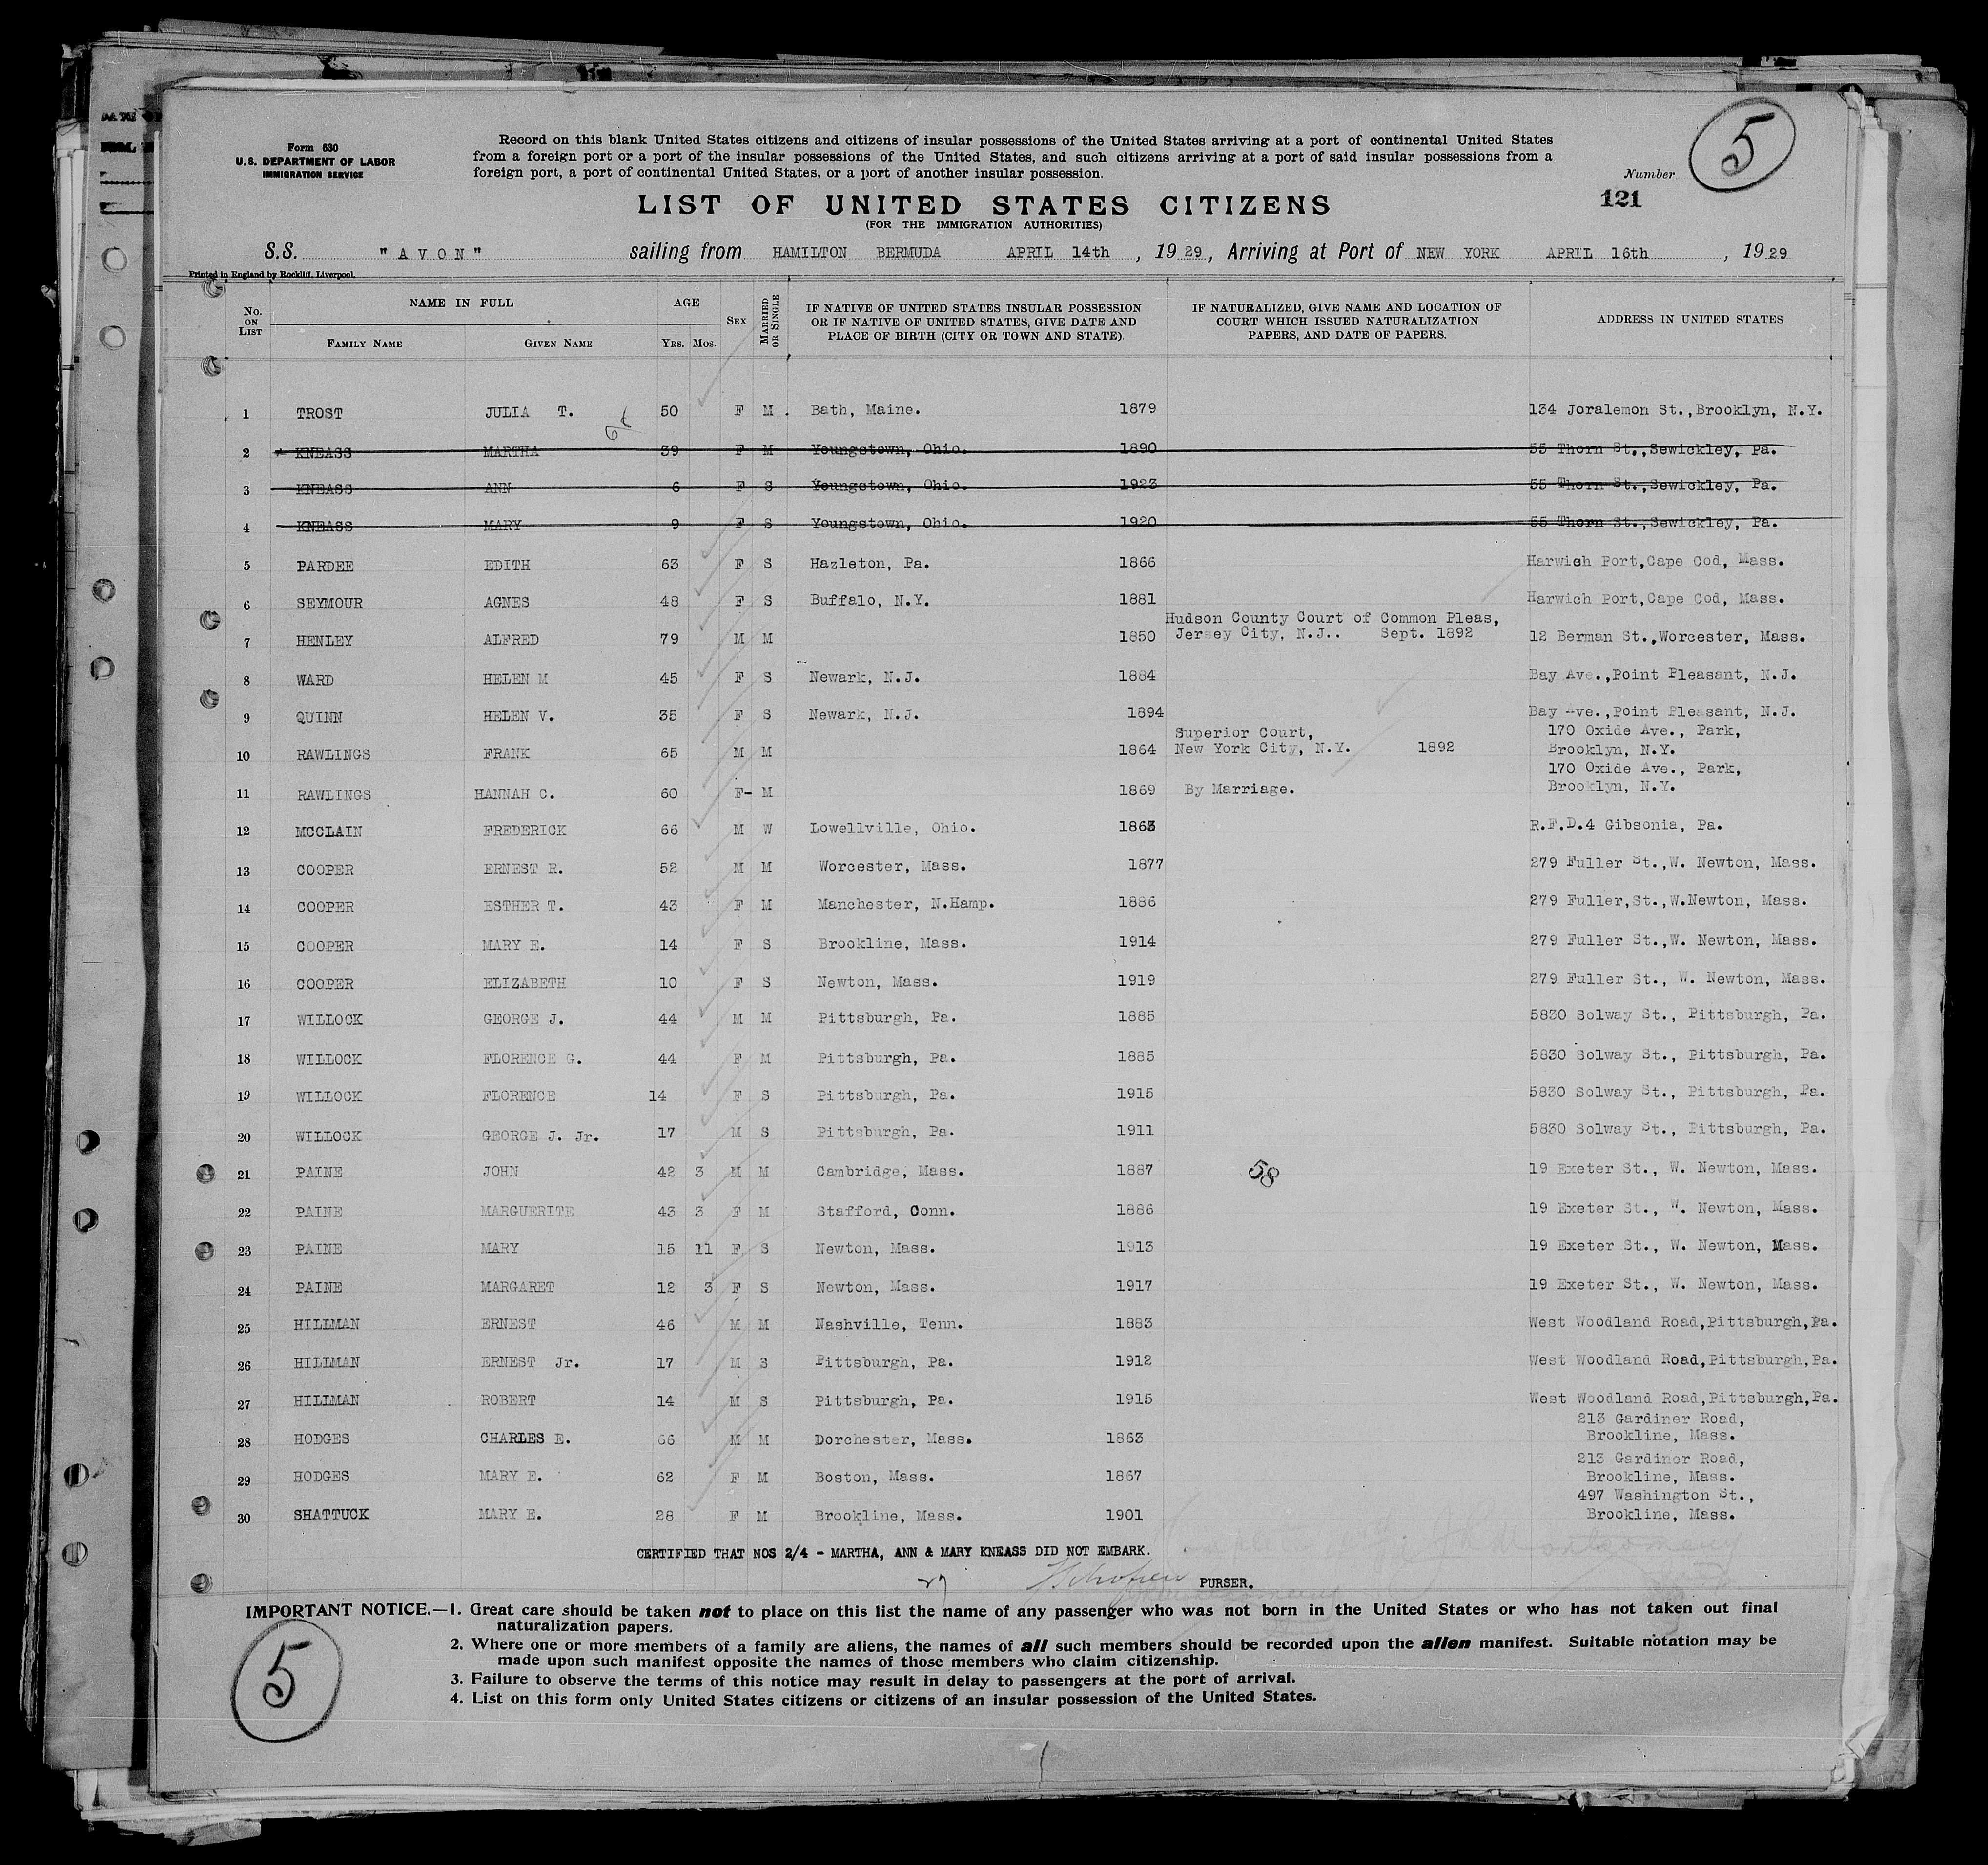 Form 630
U.S. DEPARTMENT OF LABOR
IMMIGRATION SERVICE
Record on this blank United States citizens and citizens of insular possessions of the United States arriving at a port of continental United States
from a foreign port or a port of the insular possessions of the United States, and such citizens arriving at a port of said insular possessions from a
foreign port, a port of continental United States, or a port of another insular possession.
5
Number
121
LIST OF UNITED STATES CITIZENS
(FOR THE IMMIGRATION AUTHORITIES)
S.S. "AVON" sailing from HAMILTON BERMUDA APRIL 14th, 1929, Arriving at Port of NEW YORK APRIL 16th, 1929
Printed in England by Rockliff, Liverpool.
No. ON LIST
NAME IN FULL
FAMILY NAME GIVEN NAME
AGE
YRS. MOS.
SEX
MARRIED OR SINGLE
IF NATIVE OF UNITED STATES INSULAR POSSESSION
OR IF NATIVE OF UNITED STATES, GIVE DATE AND
PLACE OF BIRTH (CITY OR TOWN AND STATE)
IF NATURALIZED, GIVE NAME AND LOCATION OF
COURT WHICH ISSUED NATURALIZATION
PAPERS, AND DATE OF PAPERS.
ADDRESS IN UNITED STATES
1 TROST JULIA T. 50 F M . Bath, Maine. 1879 134 Joralemon St.,Brooklyn, N.Y.
2 KNEASS MARTHA 39 F M Youngstown, Ohio. 1890 55 Thorn St.,Sewickley, Pa.
3 KNEASS ANN 6 F S Youngstown, Ohio. 1923 55 Thorn St.,Sewickley, Pa.
4 KNEASS MARY 9 F S Youngstown, Ohio. 1920 55 Thorn St.,Sewickley, Pa.
5 PARDEE EDITH 63 F S Hazleton, Pa. 1866 Harwich Port,Cape Cod, Mass.
6 SEYMOUR AGNES 48 F S Buffalo, N.Y. 1881 Harwich Port,Cape Cod, Mass.
Hudson County Court of Common Pleas,
7 HENLEY ALFRED 79 M M 1850 Jersey City, N.J.. Sept. 1892 12 Berman St.,Worcester, Mass.
8 WARD HELEN M 45 F S Newark, N.J. 1884 Bay Ave.,Point Pleasant, N.J.
9 QUINN HELEN V. 35 F S Newark, N.J. 1894 Bay Ave.,Point Pleasant, N.J.
Superior Court, 170 Oxide Ave., Park,
10 RAWLINGS FRANK 65 M M 1864 New York City, N.Y. 1892 Brooklyn, N.Y.
170 Oxide Ave., Park,
11 RAWLINGS HANNAH C. 60 F- M 1869 By Marriage. Brooklyn, N.Y.
12 MCCLAIN FREDERICK 66 M W Lowellville, Ohio. 1863 R.F.D.4 Gibsonia, Pa.
13 COOPER ERNEST R. 52 M M Worcester, Mass. 1877 279 Fuller St.,W. Newton, Mass.
14 COOPER ESTHER T. 43 F M Manchester, N.Hamp. 1886 279 Fuller,St.,W.Newton, Mass.
15 COOPER MARY E. 14 F S Brookline, Mass. 1914 279 Fuller St.,W. Newton, Mass.
16 COOPER ELIZABETH 10 F S Newton, Mass. 1919 279 Fuller St., W. Newton, Mass.
17 WILLOCK GEORGE J. 44 M M Pittsburgh, Pa. 1885 5830 Solway St., Pittsburgh, Pa.
18 WILLOCK FLORENCE G. 44 F M Pittsburgh, Pa. 1885 5830 Solway St., Pittsburgh, Pa.
19 WILLOCK FLORENCE 14 F S Pittsburgh, Pa. 1915 5830 Solway St., Pittsburgh, Pa.
20 WILLOCK GEORGE J. Jr. 17 M S Pittsburgh, Pa. 1911 5830 Solway St., Pittsburgh, Pa.
21 PAINE JOHN 42 3 M M Cambridge, Mass. 1887 58 19 Exeter St., W. Newton, Mass.
22 PAINE MARGUERITE 43 3 F M Stafford, Conn. 1886 19 Exeter St., W. Newton, Mass.
23 PAINE MARY 15 11 F S Newton, Mass. 1913 19 Exeter St., W. Newton, Mass.
24 PAINE MARGARET 12 3 F S Newton, Mass. 1917 19 Exeter St., W. Newton, Mass.
25 HILLMAN ERNEST 46 M M Nashville, Tenn. 1883 West Woodland Road,Pittsburgh,Pa.
26 HILLMAN ERNEST Jr. 17 M S Pittsburgh, Pa. 1912 West Woodland Road,Pittsburgh,Pa.
27 HILLMAN ROBERT 14 M S Pittsburgh, Pa. 1915 West Woodland Road,Pittsburgh,Pa.
213 Gardiner Road,
28 HODGES CHARLES E. 66 M M Dorchester, Mass. 1863 Brookline, Mass.
213 Gardiner Road,
29 HODGES MARY E. 62 F M Boston, Mass. 1867 Brookline, Mass.
497 Washington St.,
30 SHATTUCK MARY E. 28 F M Brookline, Mass. 1901 Brookline, Mass.
CERTIFIED THAT NOS 2/4 - MARTHA, ANN & MARY KNEASS DID NOT EMBARK.
PURSER.
IMPORTANT NOTICE.—1. Great care should be taken not to place on this list the name of any passenger who was not born in the United States or who has not taken out final
naturalization papers.
2. Where one or more members of a family are aliens, the names of all such members should be recorded upon the alien manifest. Suitable notation may be
made upon such manifest opposite the names of those members who claim citizenship.
3. Failure to observe the terms of this notice may result in delay to passengers at the port of arrival.
4. List on this form only United States citizens or citizens of an insular possession of the United States.
5